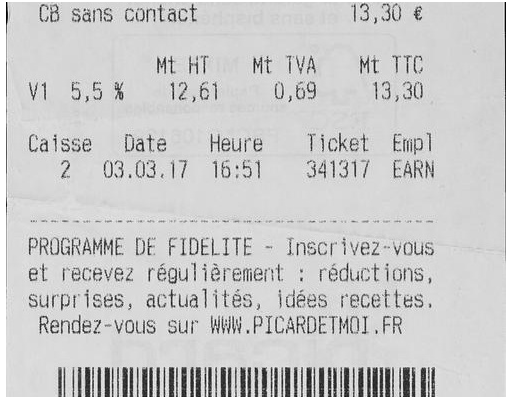 CB sans contact 13,30 €
Mt HT Mt TVA Mt TTC
V1 5,5 % 12,61 0,69 13,30
Caisse Date Heure Ticket Empl
2 03.03.17 16:51 341317 EARN
PROGRAMME DE FIDELITE - Inscrivez-vous
et recevez régulièrement : réductions,
surprises, actualités, idées recettes.
Rendez-vous sur WWW.PICARDETMOI.FR